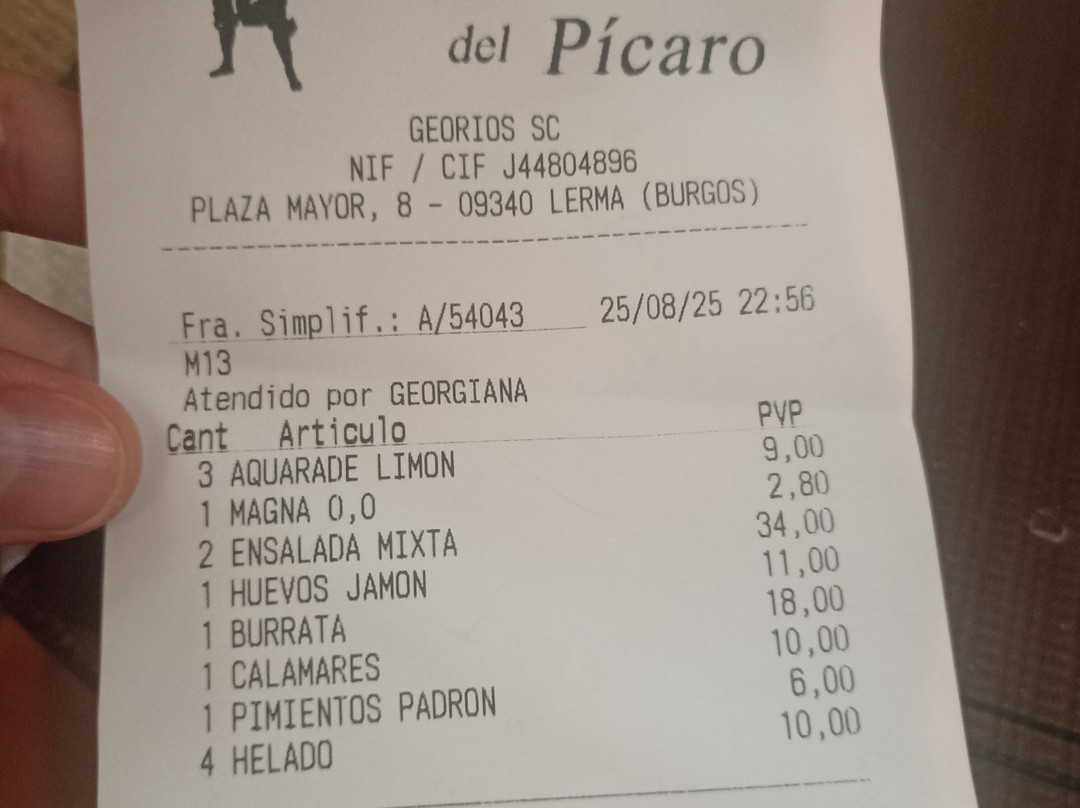 del Pícaro
GEORIOS SC
NIF / CIF J44804896
PLAZA MAYOR, 8 - 09340 LERMA (BURGOS)
Fra. Simplif.: A/54043 25/08/25 22:56
M13
Atendido por GEORGIANA
Cant Articulo PVP
3 AQUARADE LIMON 9,00
1 MAGNA 0,0 2,80
2 ENSALADA MIXTA 34,00
1 HUEVOS JAMON 11,00
1 BURRATA 18,00
1 CALAMARES 10,00
1 PIMIENTOS PADRON 6,00
4 HELADO 10,00